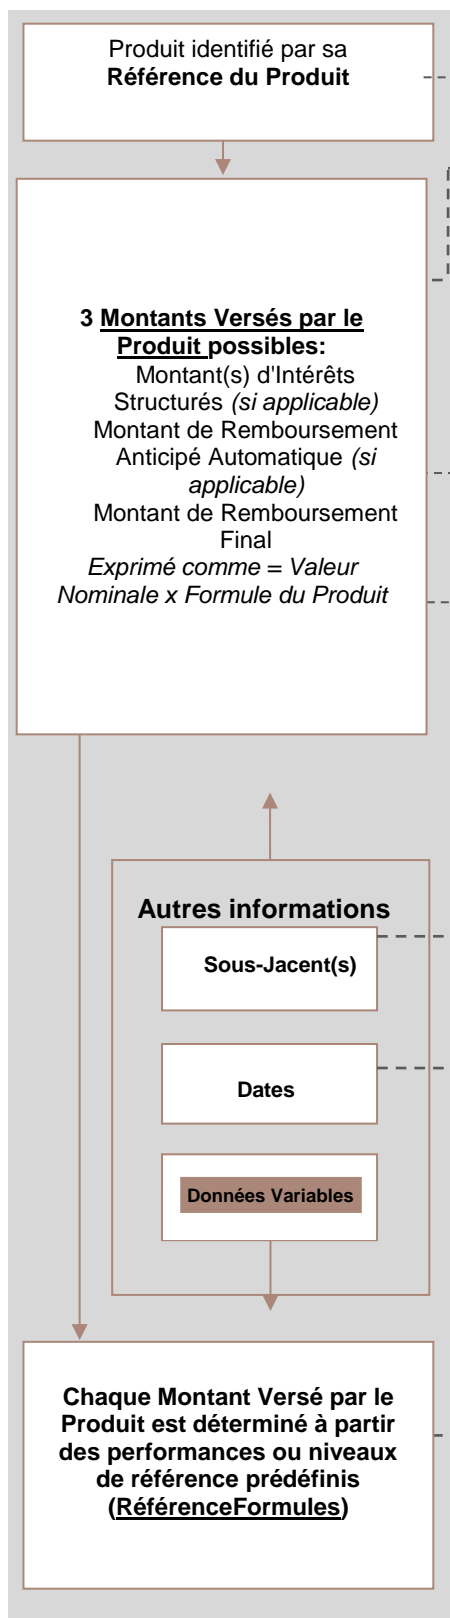 Produit identifié par sa
Référence du Produit
3 Montants Versés par le
Produit possibles:
Montant(s) d'Intérêts
Structurés (si applicable)
Montant de Remboursement
Anticipé Automatique (si
applicable)
Montant de Remboursement
Final
Exprimé comme = Valeur
Nominale x Formule du Produit
Autres informations
Sous-Jacent(s)
Dates
Données Variables
Chaque Montant Versé par le
Produit est déterminé à partir
des performances ou niveaux
de référence prédéfinis
(RéférenceFormules)